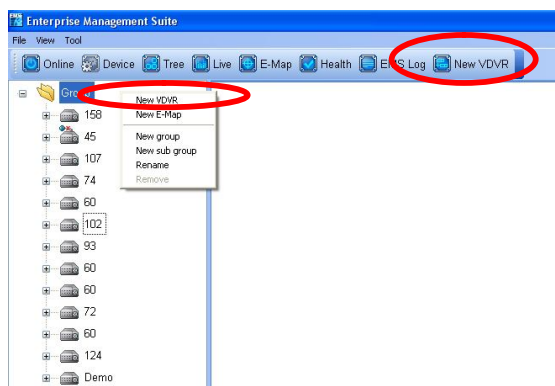 Enterprise Management Suite
File View Tool
Online Device Tree Live E-Map Health EMS Log New VDVR
Group
New VDVR
New E-Map
New group
New sub group
Rename
Remove
158
45
107
74
60
102
93
60
60
72
60
124
Demo